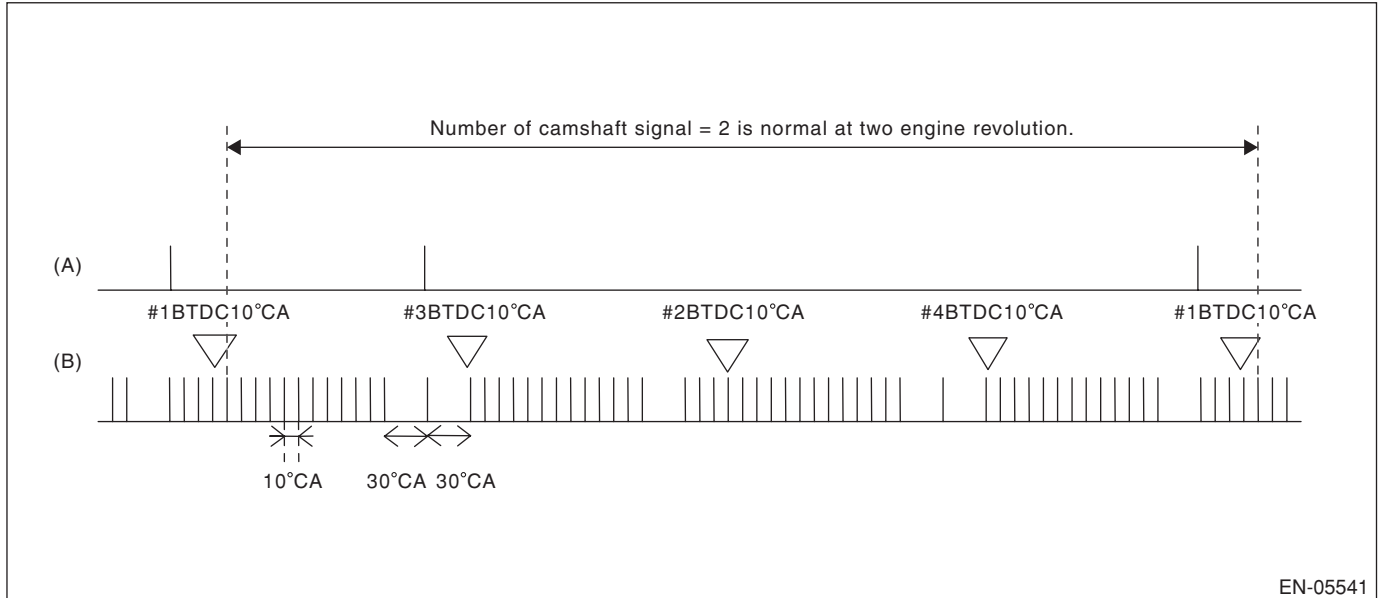 Number of camshaft signal = 2 is normal at two engine revolution.
(A)
#1BTDC10°CA #3BTDC10°CA #2BTDC10°CA #4BTDC10°CA #1BTDC10°CA
(B)
10°CA 30°CA 30°CA
EN-05541